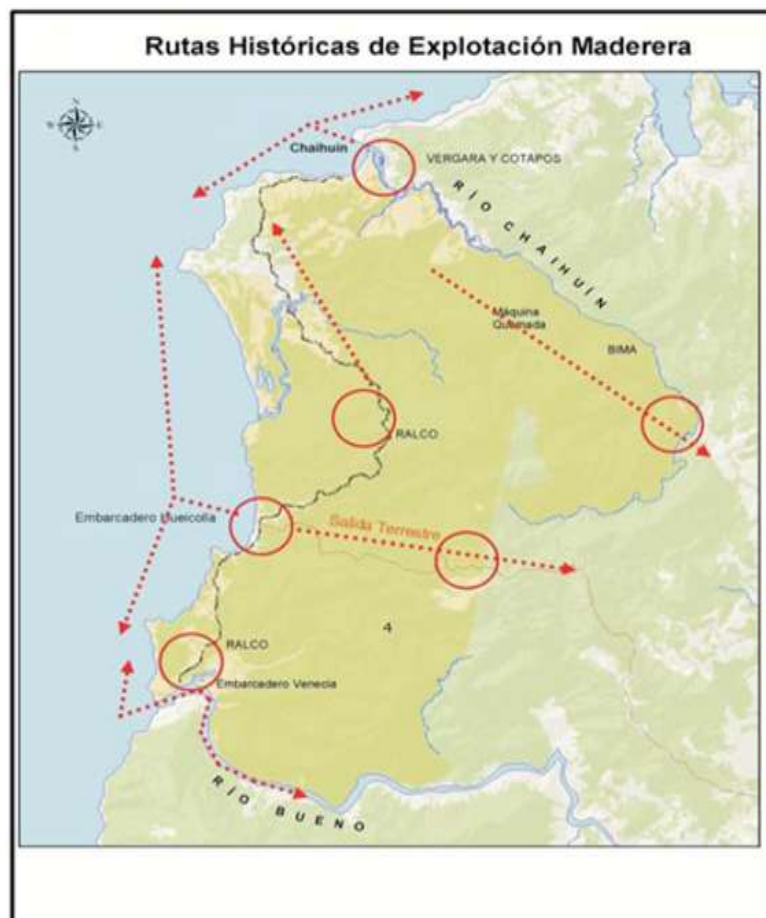 Rutas Históricas de Explotación Maderera
N
W
E
S
Chaihuín
VERGARA Y COTAPOS
RÍO CHAIHUÍN
Máquina
Quemada
BIMA
RALCO
Embarcadero Hueicolla
Salida Terrestre
4
RALCO
Embarcadero Venecia
RÍO BUENO